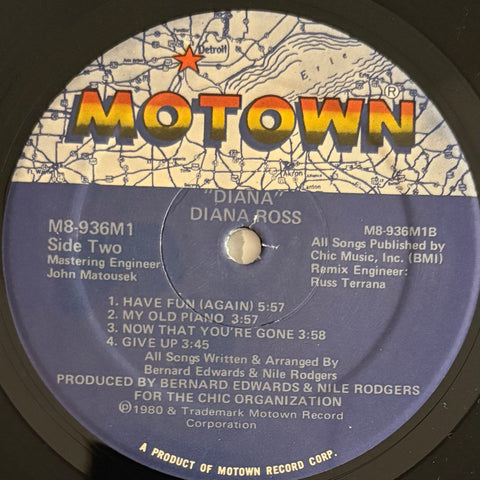 Detroit
Erie
MOTOWN®
Akron
"DIANA"
DIANA ROSS
M8-936M1
Side Two
Mastering Engineer
John Matousek
M8-936M1B
All Songs Published by
Chic Music, Inc. (BMI)
Remix Engineer:
Russ Terrana
1. HAVE FUN (AGAIN) 5:57
2. MY OLD PIANO 3:57
3. NOW THAT YOU'RE GONE 3:58
4. GIVE UP 3:45
All Songs Written & Arranged By
Bernard Edwards & Nile Rodgers
PRODUCED BY BERNARD EDWARDS & NILE RODGERS
FOR THE CHIC ORGANIZATION
℗1980 & Trademark Motown Record
Corporation
A PRODUCT OF MOTOWN RECORD CORP.